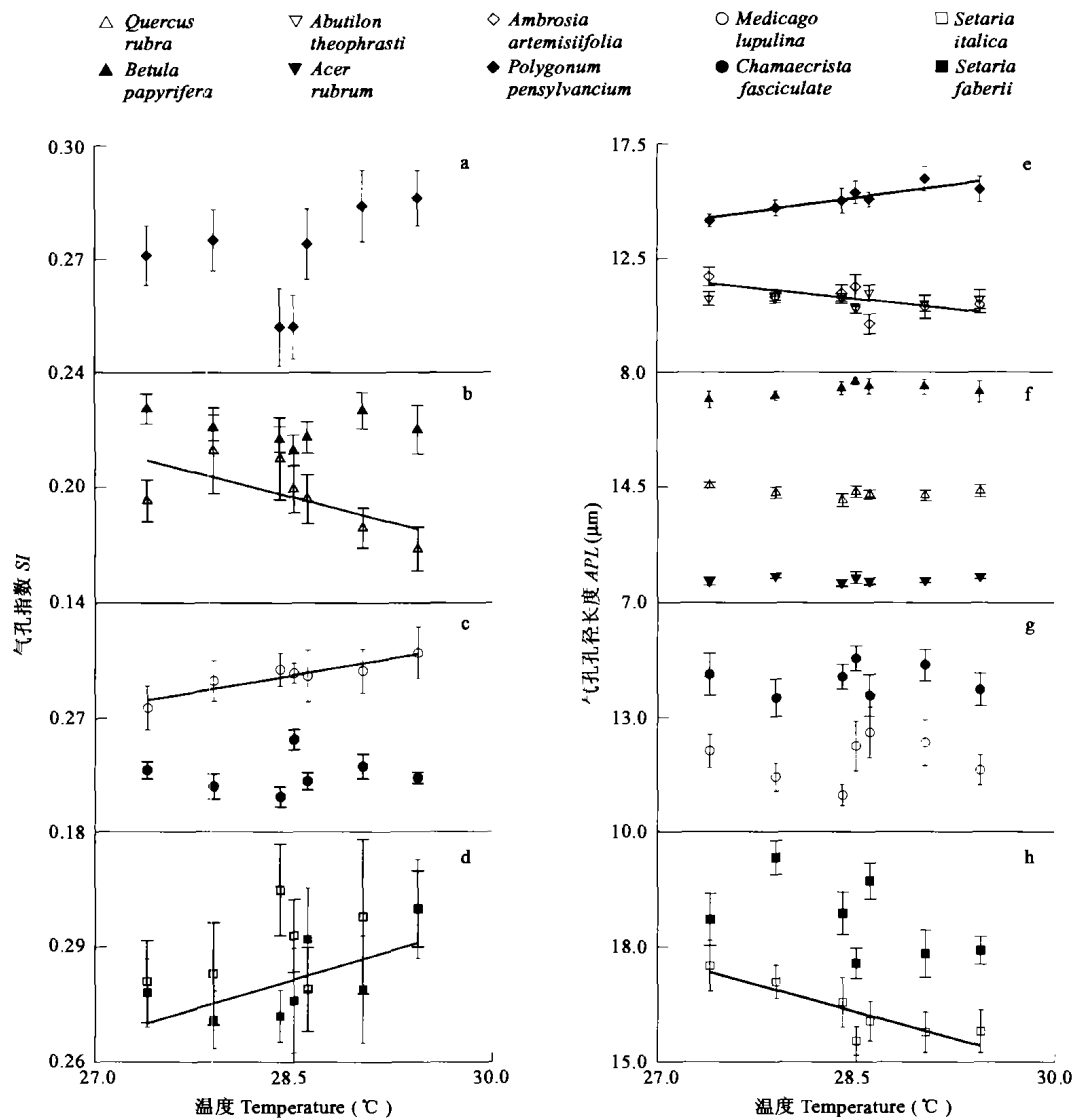 Quercus rubra
Abutilon theophrasti
Ambrosia artemisiifolia
Medicago lupulina
Setaria italica
Betula papyrifera
Acer rubrum
Polygonum pensylvancium
Chamaecrista fasciculate
Setaria faberii
气孔指数 SI
0.30
a
0.27
0.24
b
0.20
0.14
c
0.27
0.18
d
0.29
0.26
27.0
28.5
30.0
温度 Temperature (℃)
气孔孔径长度 APL (μm)
17.5
e
12.5
8.0
f
14.5
7.0
g
13.0
10.0
h
18.0
15.0
27.0
28.5
30.0
温度 Temperature (℃)